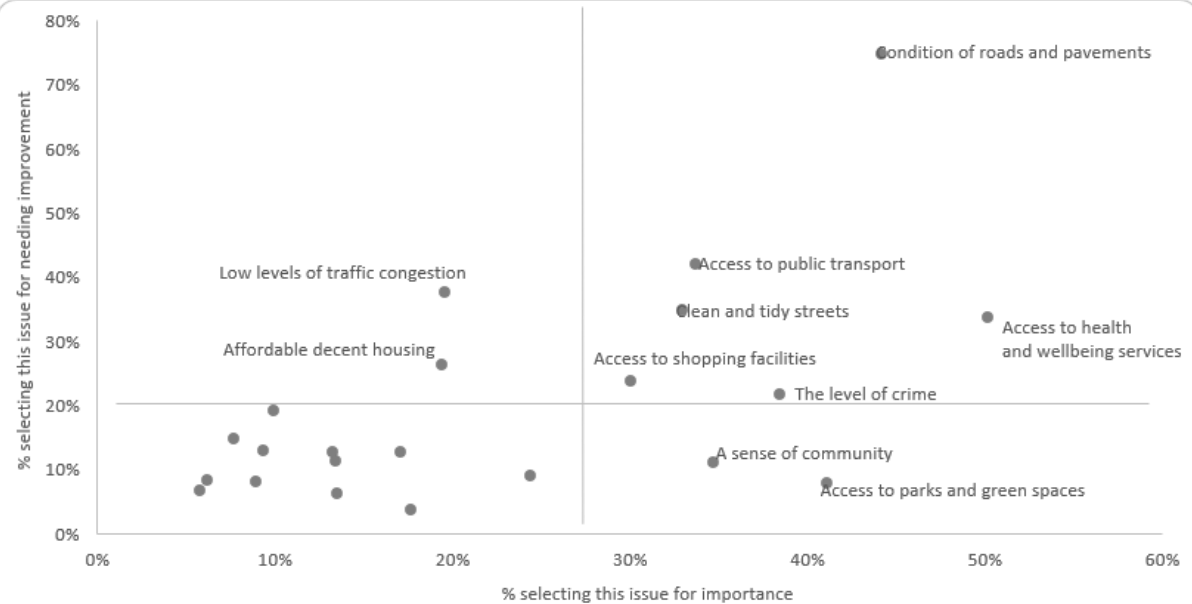 80%
70%
60%
50%
40%
30%
20%
10%
0%
% selecting this issue for needing improvement
Condition of roads and pavements
Access to public transport
Low levels of traffic congestion
Clean and tidy streets
Access to health
and wellbeing services
Affordable decent housing
Access to shopping facilities
The level of crime
A sense of community
Access to parks and green spaces
0%
10%
20%
30%
40%
50%
60%
% selecting this issue for importance